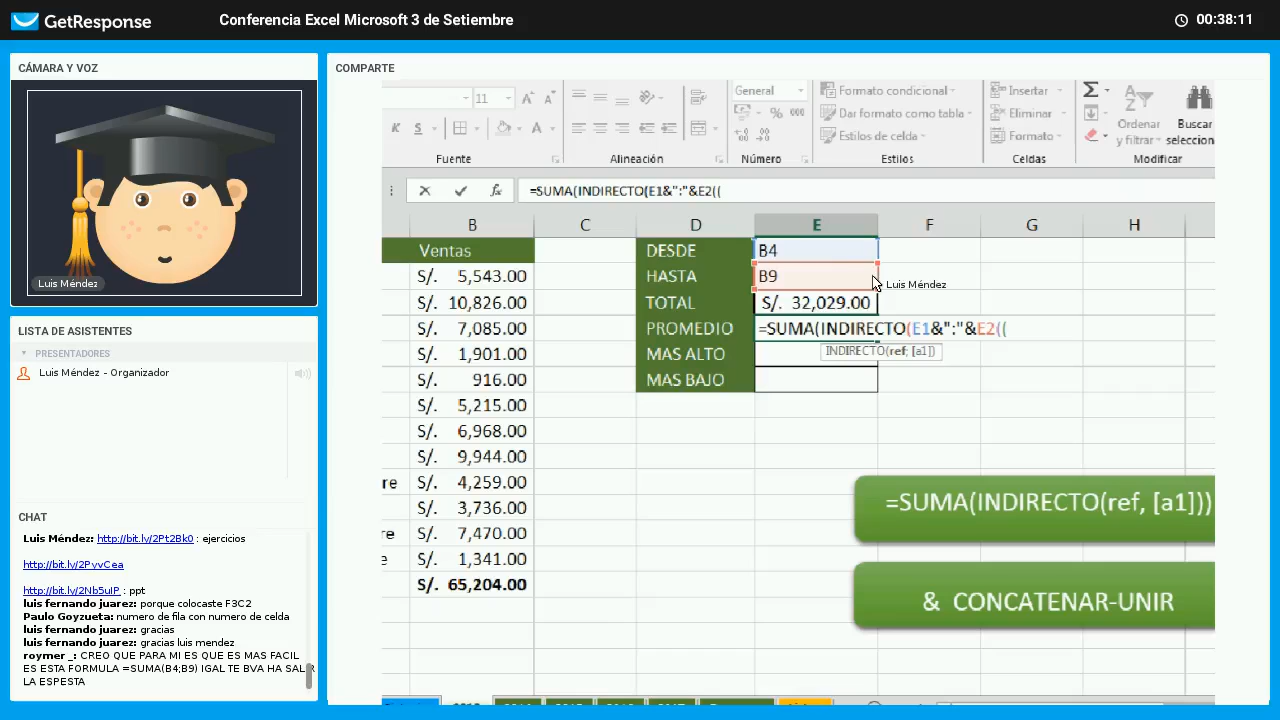 GetResponse
Conferencia Excel Microsoft 3 de Setiembre
00:38:11
CÁMARA Y VOZ
Luis Méndez
LISTA DE ASISTENTES
PRESENTADORES
Luis Méndez - Organizador
CHAT
Luis Méndez: http://bit.ly/2Pt2Bk0 : ejercicios
http://bit.ly/2PyvCea
http://bit.ly/2Nb5uIP : ppt
luis fernando juarez: porque colocaste F3C2
Paulo Goyzueta: numero de fila con numero de celda
luis fernando juarez: gracias
luis fernando juarez: gracias luis mendez
roymer _: CREO QUE PARA MI ES QUE ES MAS FACIL
ES ESTA FORMULA =SUMA(B4;B9) IGAL TE BVA HA SALIR
LA ESPESTA
COMPARTE
11 A A General Formato condicional Insertar Σ
K S A % 000 Dar formato como tabla Eliminar Ordenar Buscar
Estilos de celda Formato y filtrar seleccion
Fuente Alineación Número Estilos Celdas Modificar
fx =SUMA(INDIRECTO(E1&":"&E2((
B C D E F G H
Ventas DESDE B4
S/. 5,543.00 HASTA B9 Luis Méndez
S/. 10,826.00 TOTAL S/. 32,029.00
S/. 7,085.00 PROMEDIO =SUMA(INDIRECTO(E1&":"&E2((
S/. 1,901.00 MAS ALTO INDIRECTO(ref; [a1])
S/. 916.00 MAS BAJO
S/. 5,215.00
S/. 6,968.00
S/. 9,944.00
re S/. 4,259.00
S/. 3,736.00
re S/. 7,470.00
e S/. 1,341.00
S/. 65,204.00
=SUMA(INDIRECTO(ref, [a1]))
& CONCATENAR-UNIR